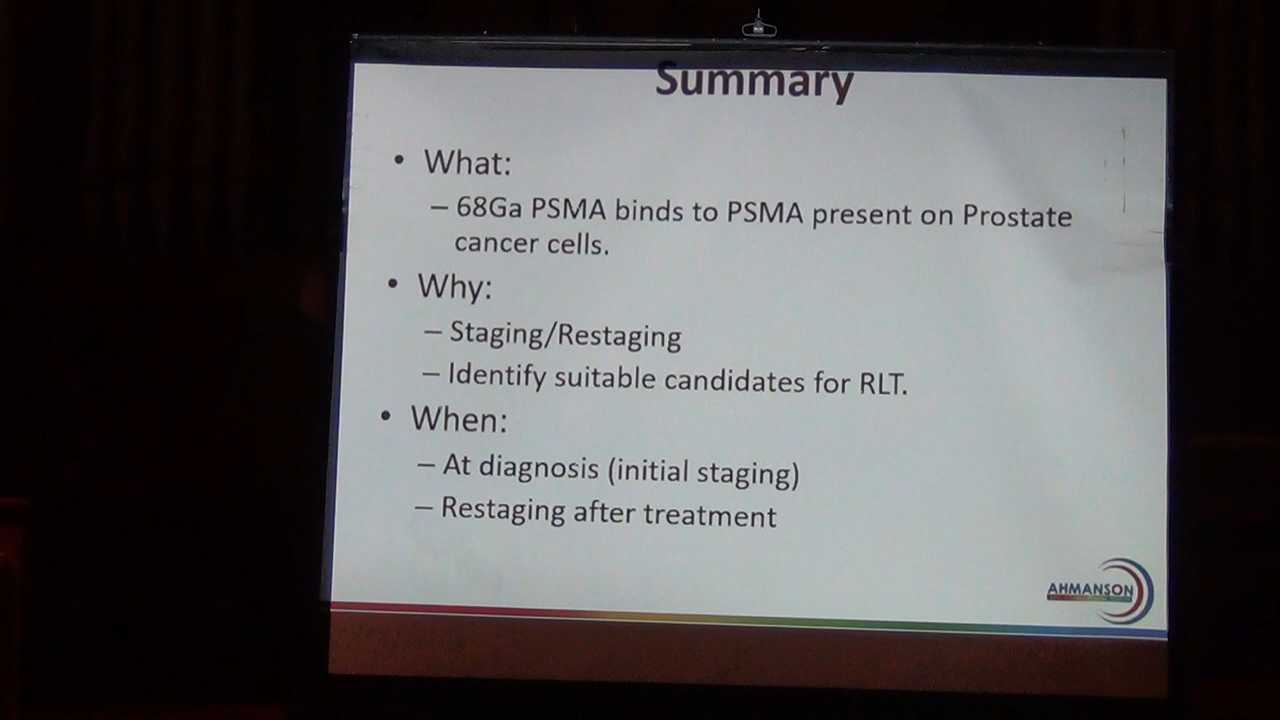 Summary
• What:
– 68Ga PSMA binds to PSMA present on Prostate
cancer cells.
• Why:
– Staging/Restaging
– Identify suitable candidates for RLT.
• When:
– At diagnosis (initial staging)
– Restaging after treatment
AHMANSON